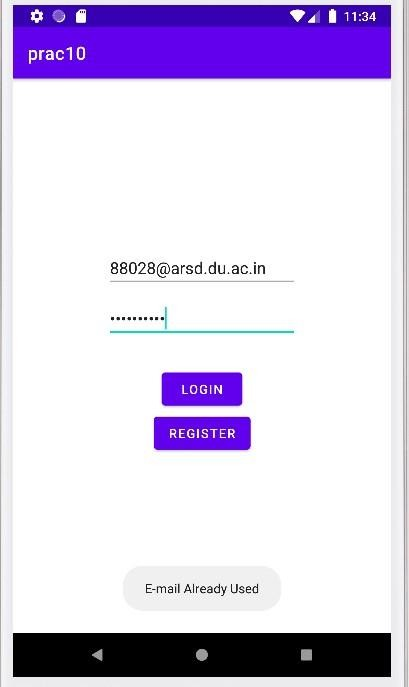 11:34
prac10
88028@arsd.du.ac.in
••••••••••
LOGIN
REGISTER
E-mail Already Used